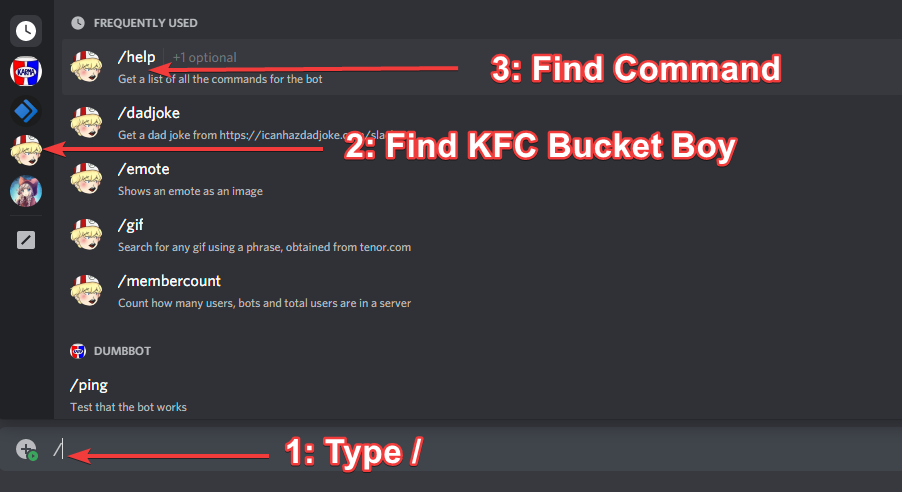 FREQUENTLY USED
KARMA
/help +1 optional
Get a list of all the commands for the bot
3: Find Command
/dadjoke
Get a dad joke from https://icanhazdadjoke.com/sla
2: Find KFC Bucket Boy
/emote
Shows an emote as an image
/gif
Search for any gif using a phrase, obtained from tenor.com
/membercount
Count how many users, bots and total users are in a server
DUMBBOT
/ping
Test that the bot works
/
1: Type /